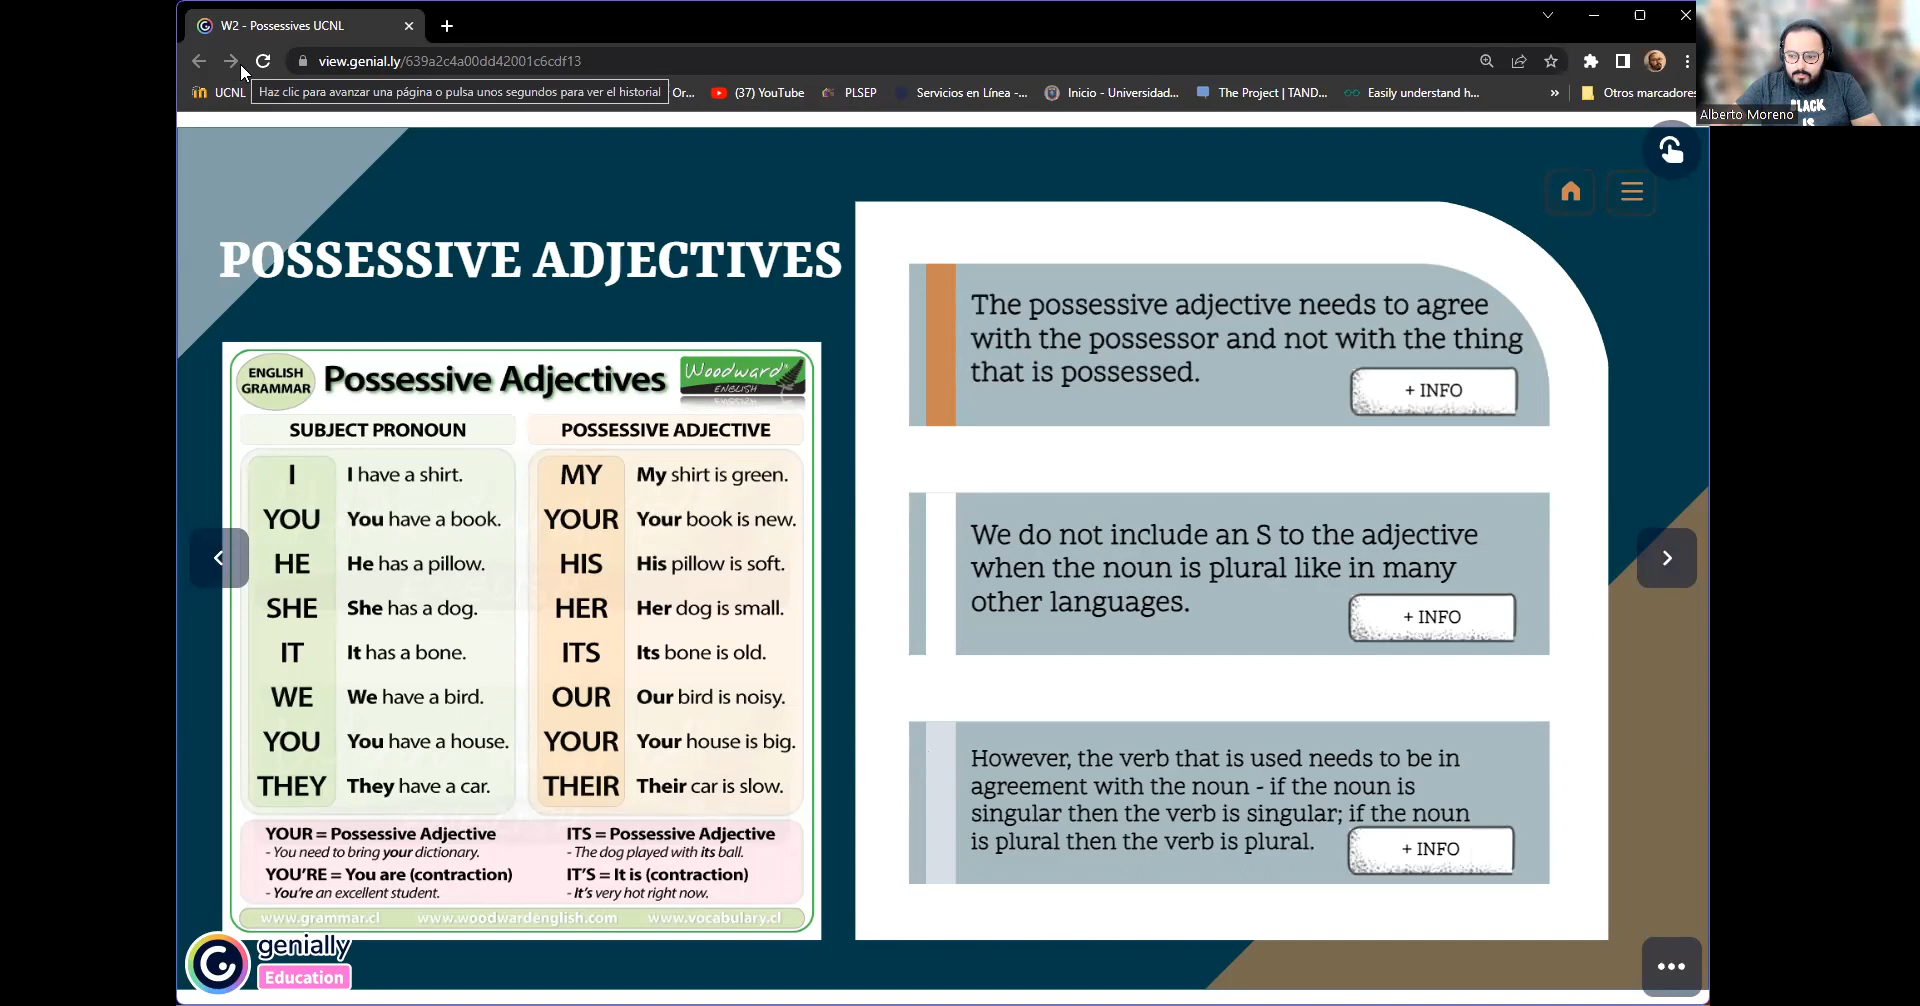 W2 - Possessives UCNL
view.genial.ly/639a2c4a00dd42001c6cdf13
UCNL
Haz clic para avanzar una página o pulsa unos segundos para ver el historial
Or...
(37) YouTube
PLSEP
Servicios en Línea -...
Inicio - Universidad...
The Project | TAND...
Easily understand h...
»
Otros marcadores
Alberto Moreno
BLACK
IS
POSSESSIVE ADJECTIVES
ENGLISH
GRAMMAR
Possessive Adjectives
Woodward®
ENGLISH
SUBJECT PRONOUN
POSSESSIVE ADJECTIVE
I
I have a shirt.
MY
My shirt is green.
YOU
You have a book.
YOUR
Your book is new.
HE
He has a pillow.
HIS
His pillow is soft.
SHE
She has a dog.
HER
Her dog is small.
IT
It has a bone.
ITS
Its bone is old.
WE
We have a bird.
OUR
Our bird is noisy.
YOU
You have a house.
YOUR
Your house is big.
THEY
They have a car.
THEIR
Their car is slow.
YOUR = Possessive Adjective
- You need to bring your dictionary.
YOU'RE = You are (contraction)
- You're an excellent student.
ITS = Possessive Adjective
- The dog played with its ball.
IT'S = It is (contraction)
- It's very hot right now.
www.grammar.cl
www.woodwardenglish.com
www.vocabulary.cl
The possessive adjective needs to agree
with the possessor and not with the thing
that is possessed.
+ INFO
We do not include an S to the adjective
when the noun is plural like in many
other languages.
+ INFO
However, the verb that is used needs to be in
agreement with the noun - if the noun is
singular then the verb is singular; if the noun
is plural then the verb is plural.
+ INFO
genially
Education